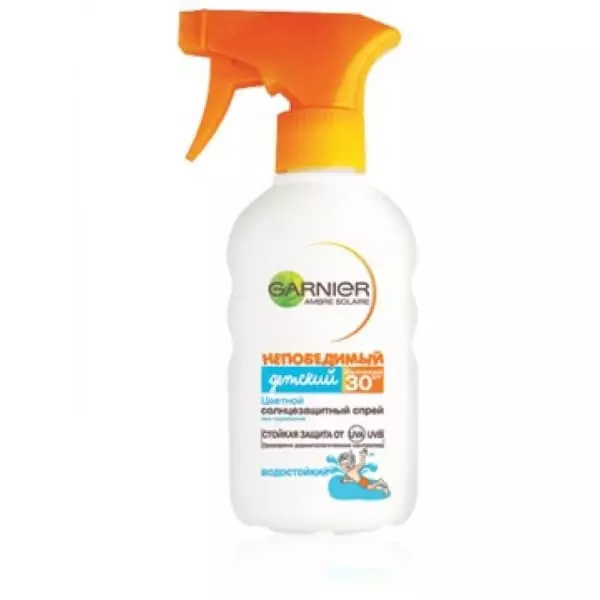 GARNIER
AMBRE SOLAIRE
НЕПОБЕДИМЫЙ
детский
30
Цветной
солнцезащитный спрей
СТОЙКАЯ ЗАЩИТА ОТ UVA UVB
ВОДОСТОЙКИЙ